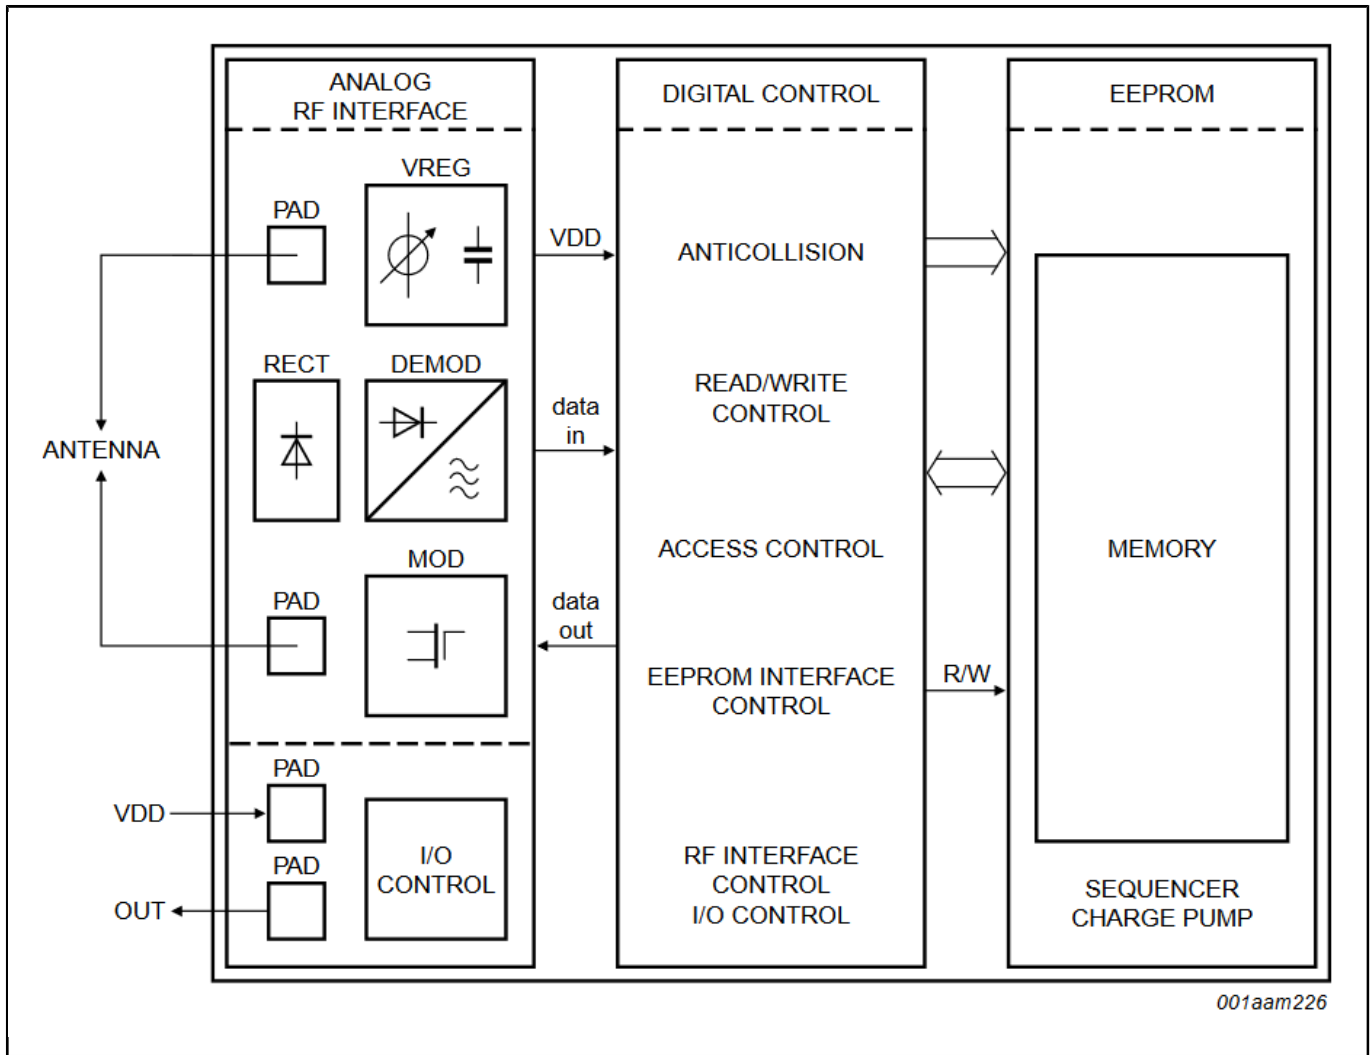 ANALOG
RF INTERFACE
VREG
PAD
RECT
DEMOD
MOD
PAD
PAD
I/O
CONTROL
PAD
ANTENNA
VDD
OUT
VDD
data
in
data
out
DIGITAL CONTROL
ANTICOLLISION
READ/WRITE
CONTROL
ACCESS CONTROL
EEPROM INTERFACE
CONTROL
RF INTERFACE
CONTROL
I/O CONTROL
R/W
EEPROM
MEMORY
SEQUENCER
CHARGE PUMP
001aam226